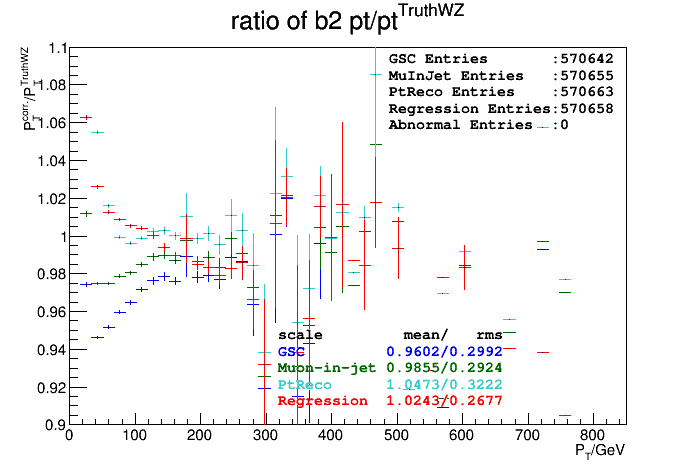 ratio of b2 pt/pt^TruthWZ
P_T^corr./P_T^TruthWZ
1.1
1.08
1.06
1.04
1.02
1
0.98
0.96
0.94
0.92
0.9
GSC Entries :570642
MuInJet Entries :570655
PtReco Entries :570663
Regression Entries:570658
Abnormal Entries :0
scale mean/ rms
GSC 0.9602/0.2992
Muon-in-jet 0.9855/0.2924
PtReco 1.0473/0.3222
Regression 1.0243/0.2677
0 100 200 300 400 500 600 700 800
P_T/GeV